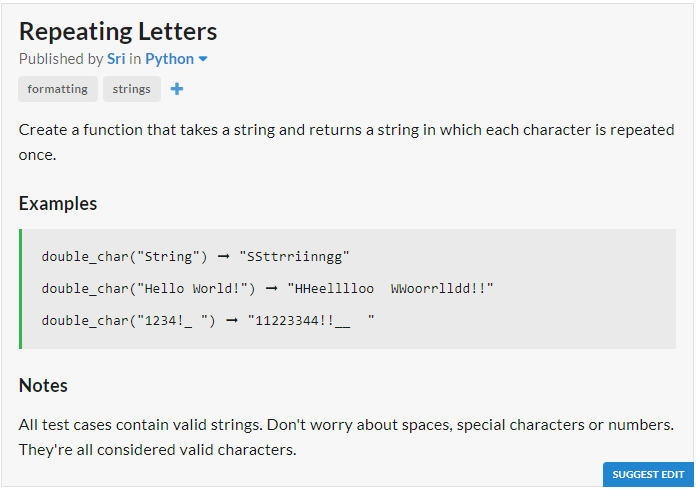 Repeating Letters
Published by Sri in Python
formatting strings +
Create a function that takes a string and returns a string in which each character is repeated
once.
Examples
double_char("String") ➞ "SSttrriinngg"
double_char("Hello World!") ➞ "HHeelllloo  WWoorrlldd!!"
double_char("1234!_ ") ➞ "11223344!!__  "
Notes
All test cases contain valid strings. Don't worry about spaces, special characters or numbers.
They're all considered valid characters.
SUGGEST EDIT